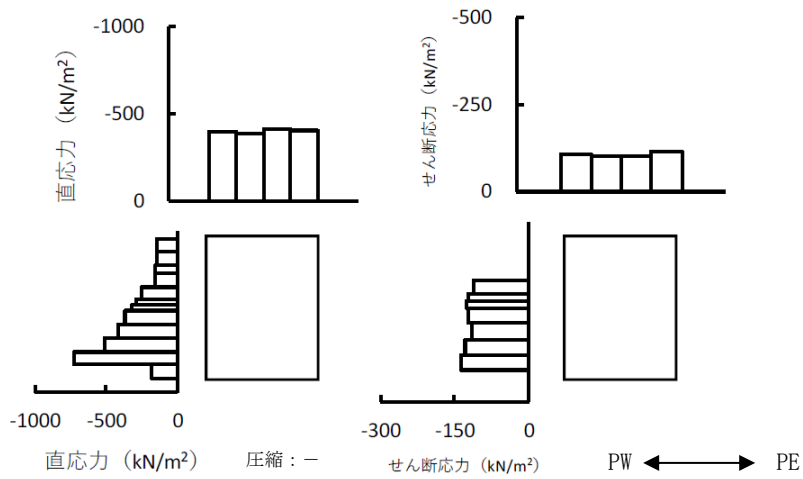 -1000
-500
0
直応力（kN/m²）
-500
-250
0
せん断応力（kN/m²）
-1000 -500 0
直応力（kN/m²）
圧縮：－
-300 -150 0
せん断応力（kN/m²）
PW PE